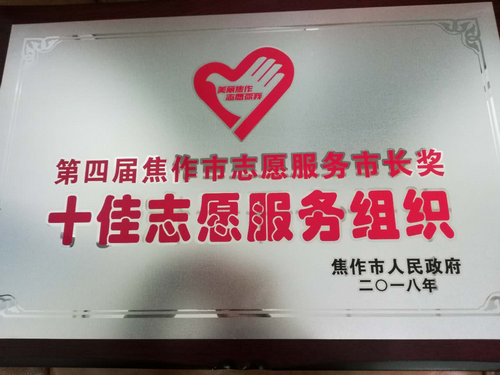 美丽焦作
志愿你我
第四届焦作市志愿服务市长奖
十佳志愿服务组织
焦作市人民政府
二〇一八年